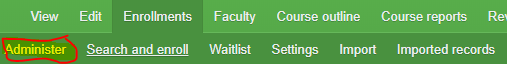 View Edit Enrollments Faculty Course outline Course reports Rev
Administer Search and enroll Waitlist Settings Import Imported records